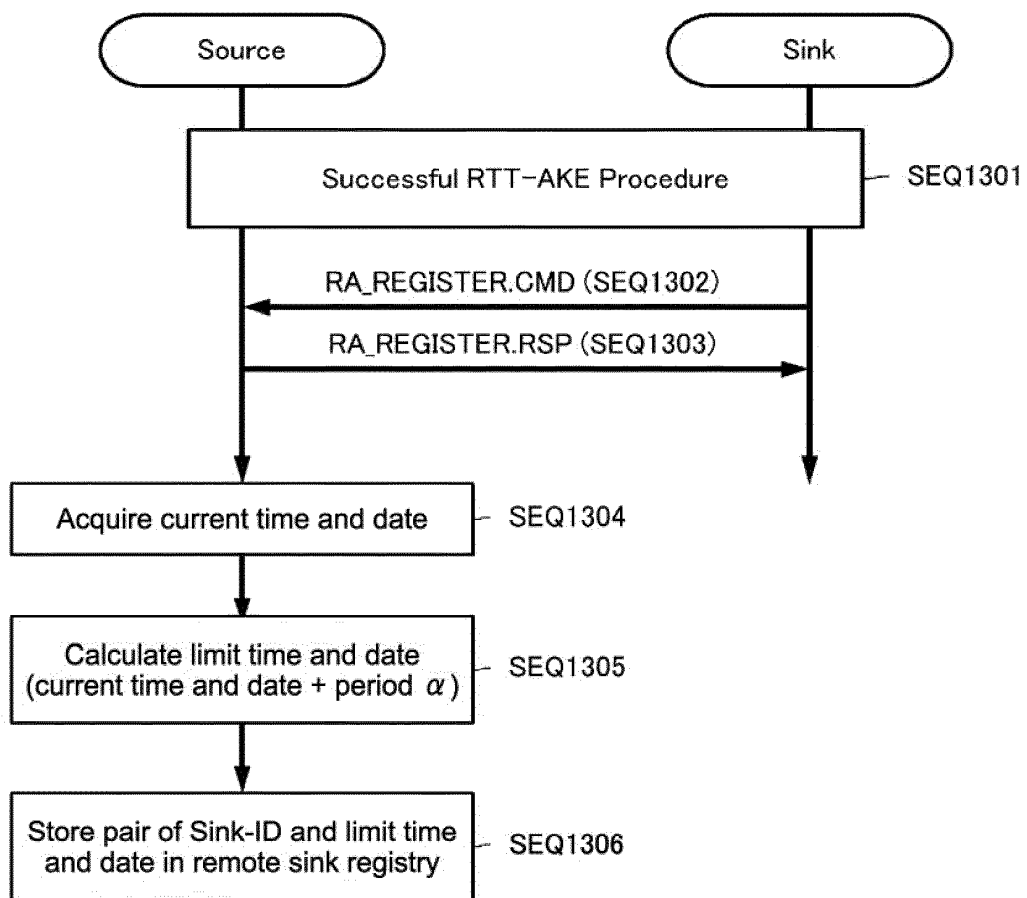 Source
Sink
Successful RTT-AKE Procedure
SEQ1301
RA_REGISTER.CMD (SEQ1302)
RA_REGISTER.RSP (SEQ1303)
Acquire current time and date
SEQ1304
Calculate limit time and date
(current time and date + period α)
SEQ1305
Store pair of Sink-ID and limit time
and date in remote sink registry
SEQ1306